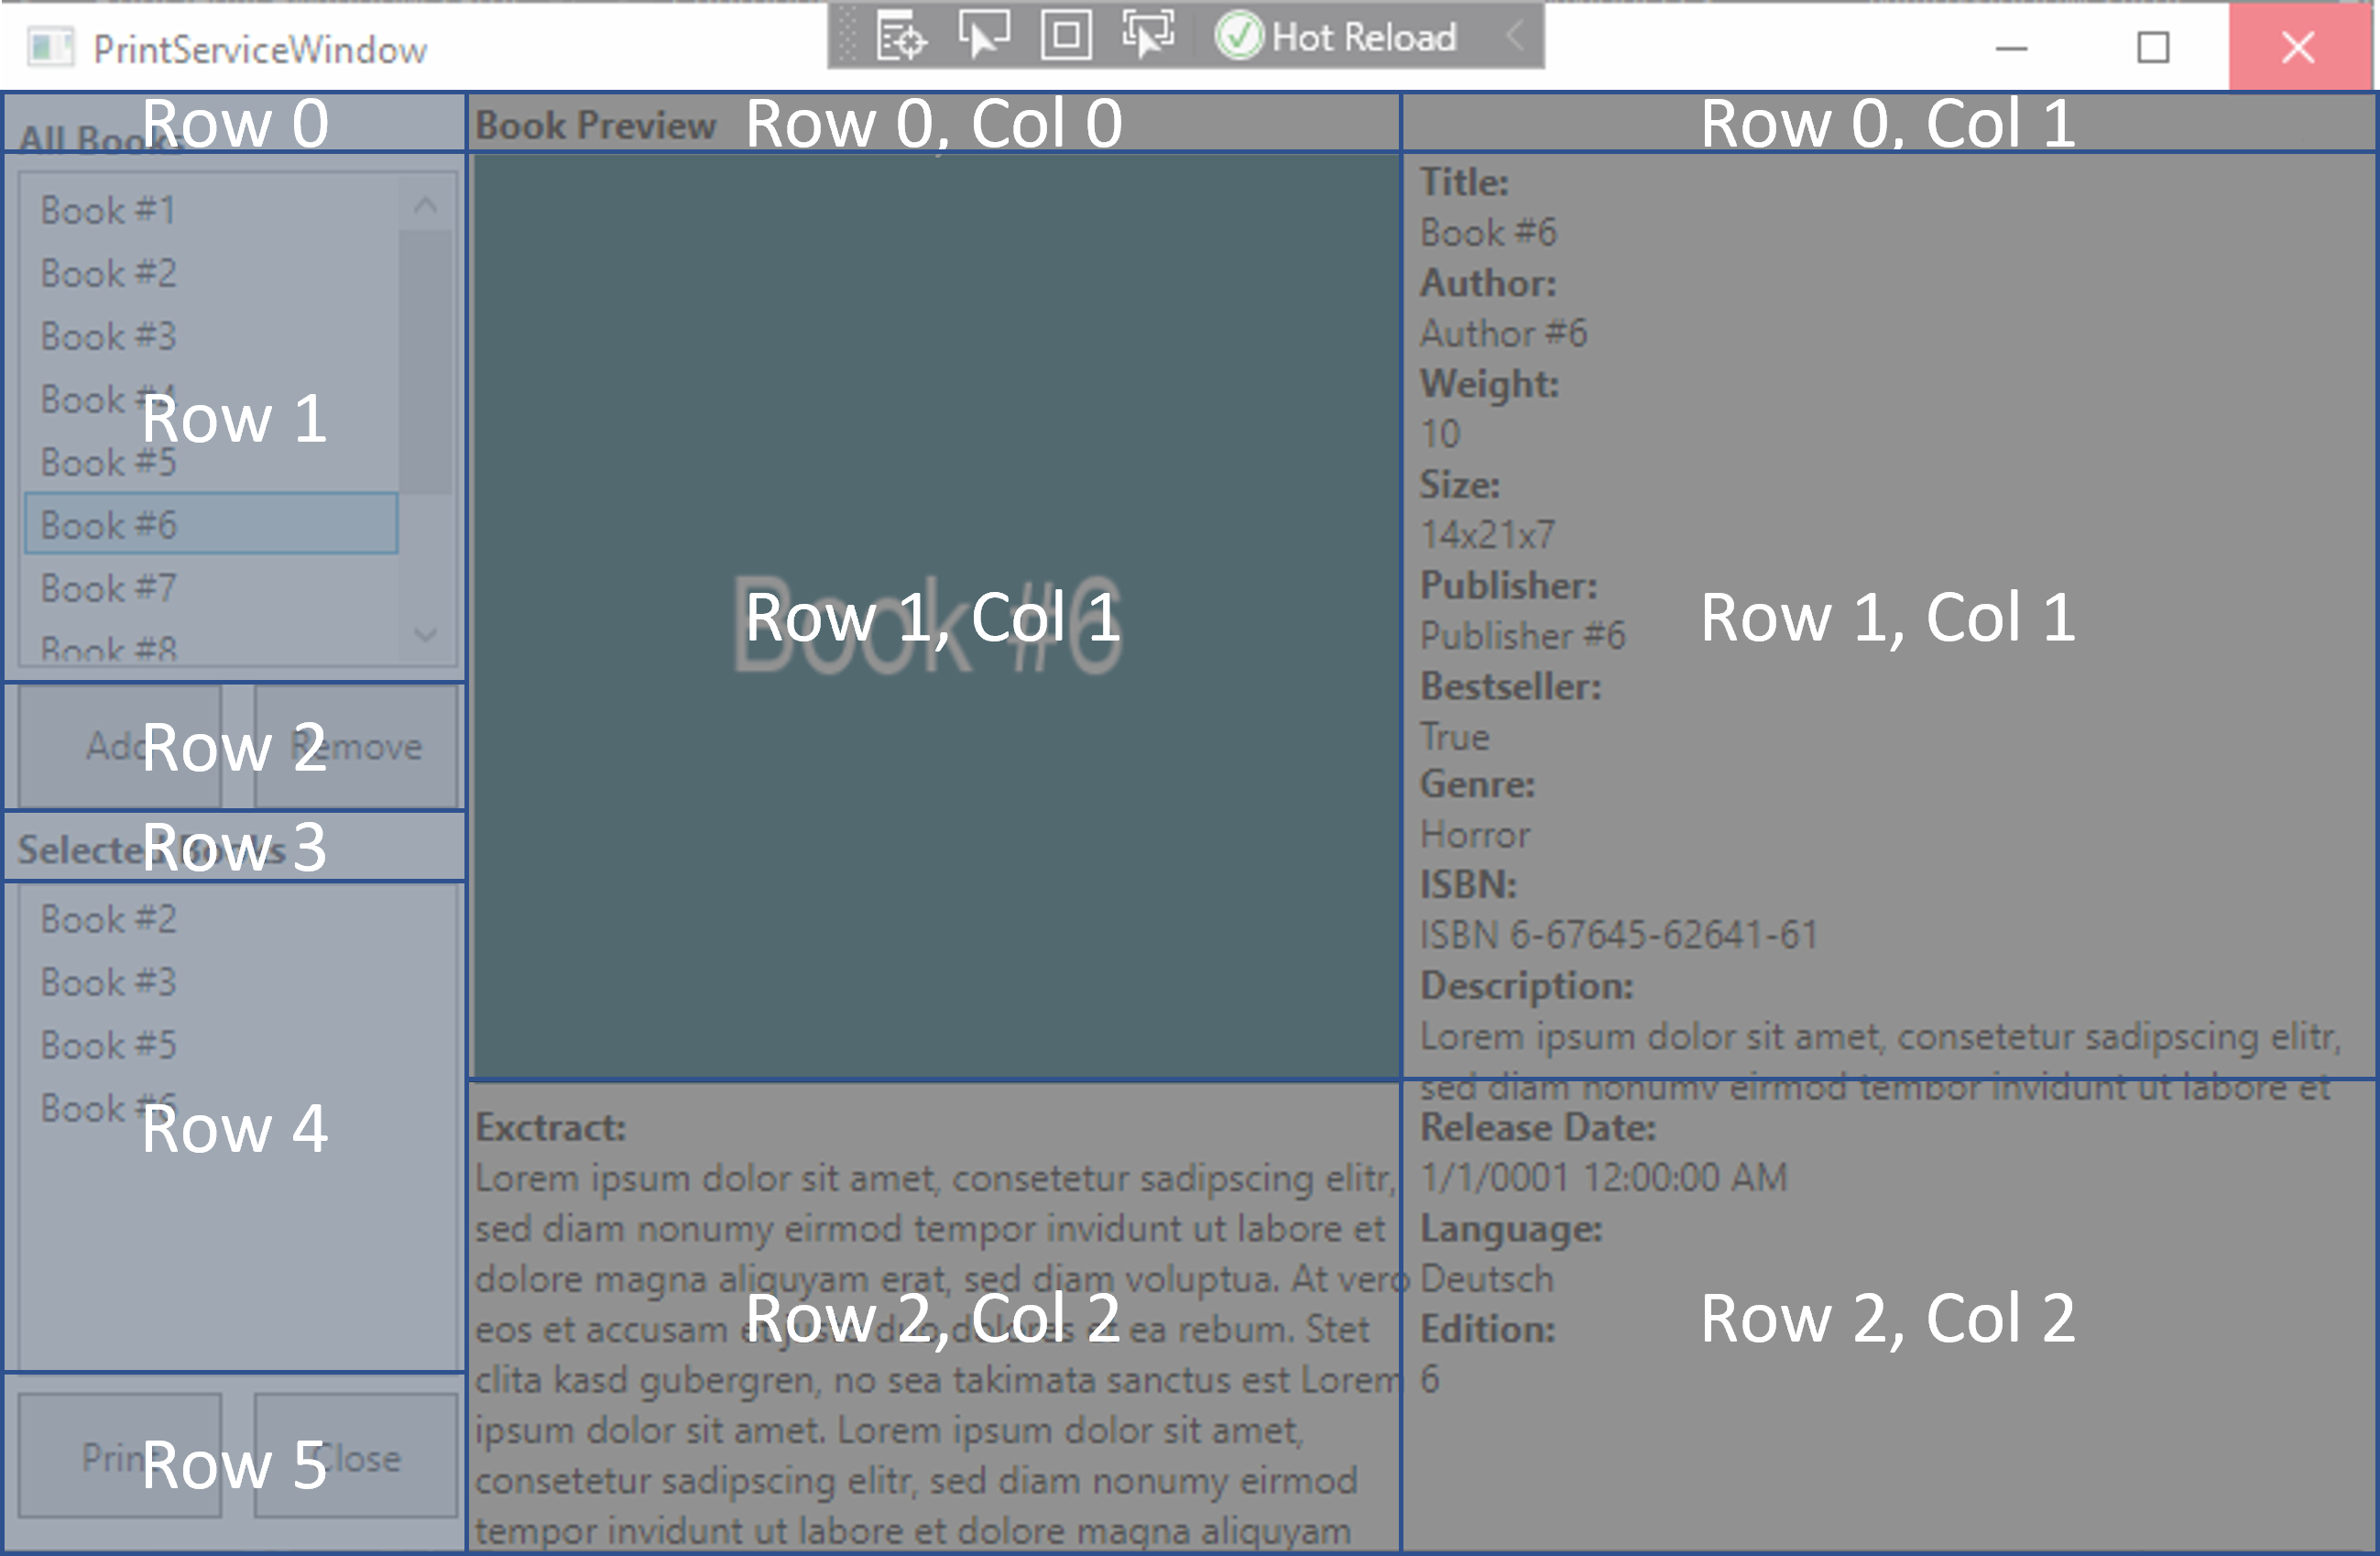 PrintServiceWindow
Hot Reload
Row 0
All Books
Book #1
Book #2
Book #3
Book #4
Row 1
Book #5
Book #6
Book #7
Book #8
Add
Row 2
Remove
Row 3
Selected Books
Book #2
Book #3
Book #5
Book #6
Row 4
Print
Row 5
Close
Book Preview
Row 0, Col 0
Book #6
Row 1, Col 1
Exctract:
Lorem ipsum dolor sit amet, consetetur sadipscing elitr,
sed diam nonumy eirmod tempor invidunt ut labore et
dolore magna aliquyam erat, sed diam voluptua. At vero
eos et accusam et justo duo dolores et ea rebum. Stet
Row 2, Col 2
clita kasd gubergren, no sea takimata sanctus est Lorem
ipsum dolor sit amet. Lorem ipsum dolor sit amet,
consetetur sadipscing elitr, sed diam nonumy eirmod
tempor invidunt ut labore et dolore magna aliquyam
Row 0, Col 1
Title:
Book #6
Author:
Author #6
Weight:
10
Size:
14x21x7
Publisher:
Row 1, Col 1
Publisher #6
Bestseller:
True
Genre:
Horror
ISBN:
ISBN 6-67645-62641-61
Description:
Lorem ipsum dolor sit amet, consetetur sadipscing elitr,
sed diam nonumy eirmod tempor invidunt ut labore et
Release Date:
1/1/0001 12:00:00 AM
Language:
Deutsch
Row 2, Col 2
Edition:
6